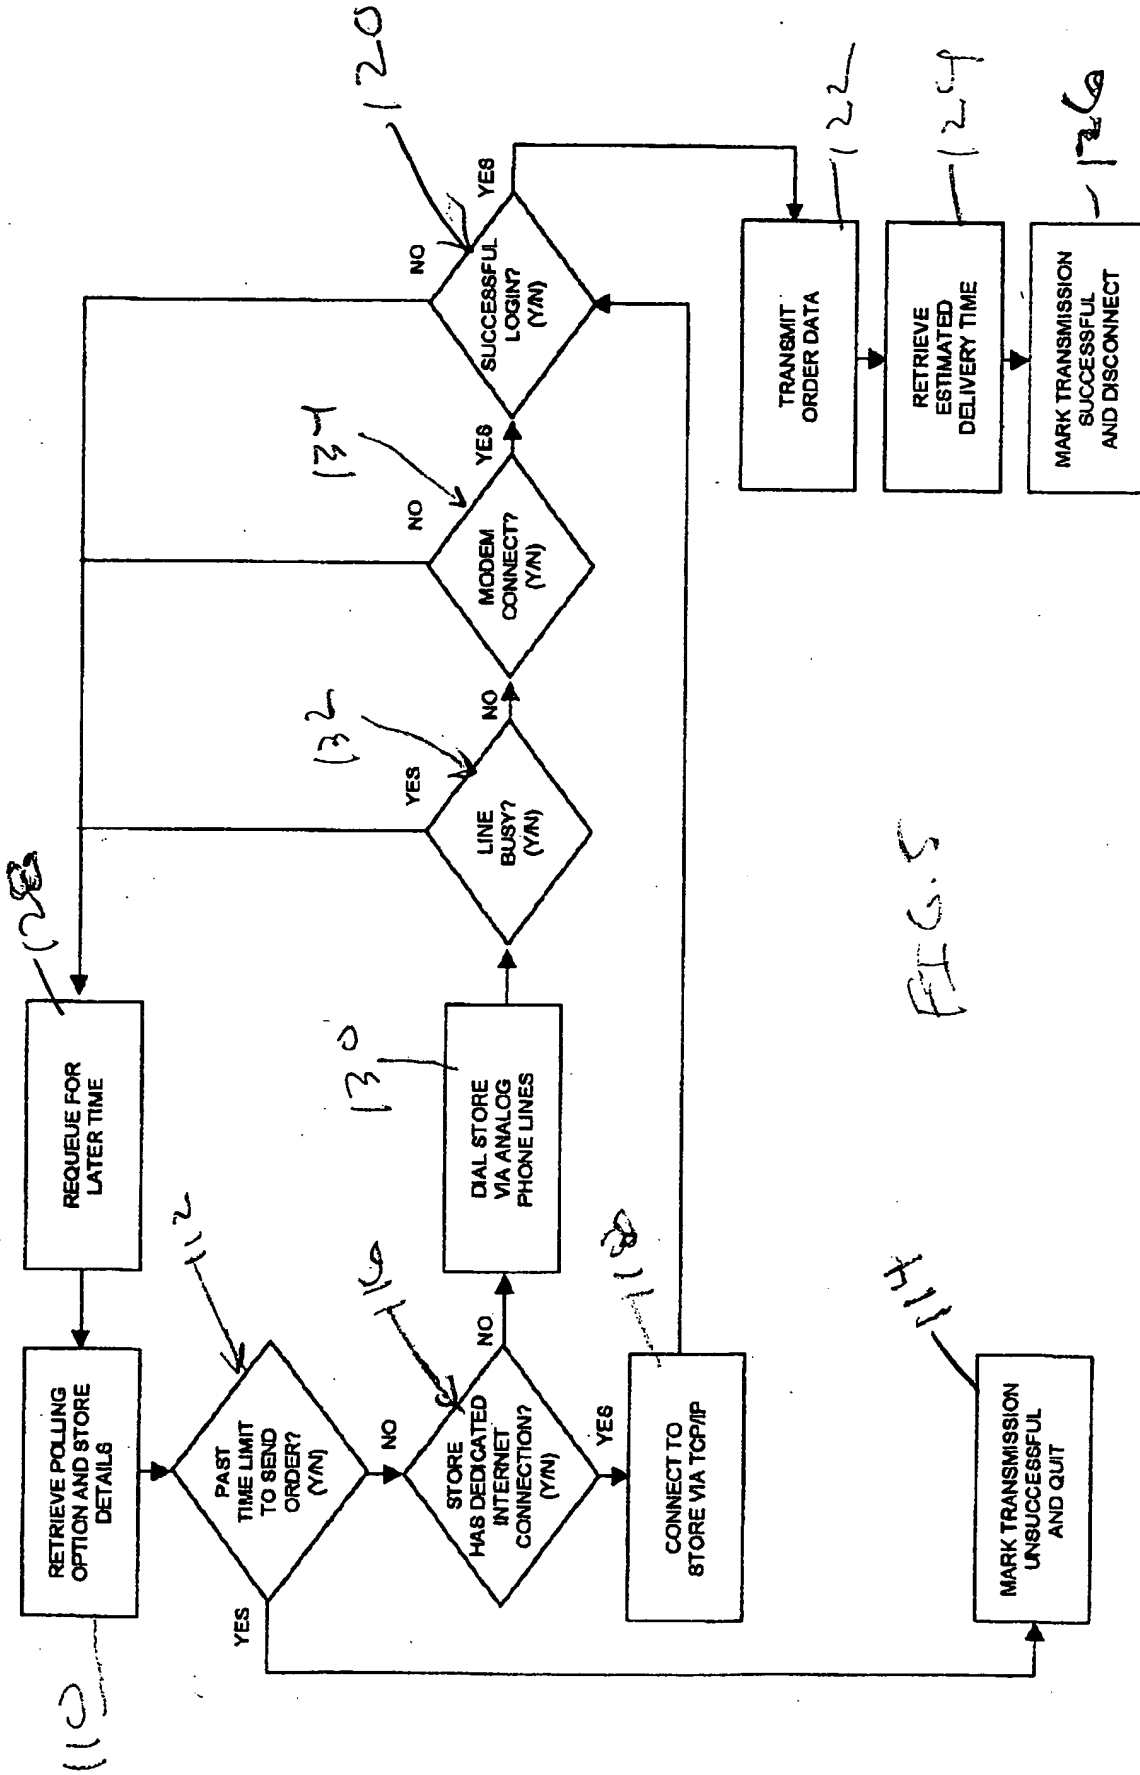 110
RETRIEVE POLLING
OPTION AND STORE
DETAILS
REQUEUE FOR
LATER TIME
128
PAST
TIME LIMIT
TO SEND
ORDER?
(Y/N)
112
YES
NO
STORE
HAS DEDICATED
INTERNET
CONNECTION?
(Y/N)
116
NO
YES
DIAL STORE
VIA ANALOG
PHONE LINES
130
LINE
BUSY?
(Y/N)
132
YES
NO
MODEM
CONNECT?
(Y/N)
134
NO
YES
SUCCESSFUL
LOGIN?
(Y/N)
120
NO
YES
CONNECT TO
STORE VIA TCP/IP
118
TRANSMIT
ORDER DATA
122
RETRIEVE
ESTIMATED
DELIVERY TIME
124
MARK TRANSMISSION
SUCCESSFUL
AND DISCONNECT
126
MARK TRANSMISSION
UNSUCCESSFUL
AND QUIT
114
FIG. 5